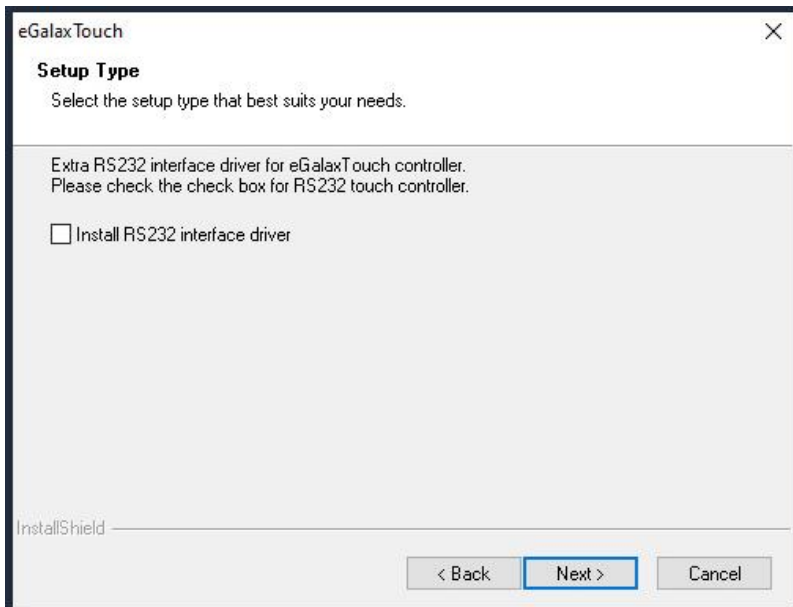 eGalaxTouch
Setup Type
Select the setup type that best suits your needs.
Extra RS232 interface driver for eGalaxTouch controller.
Please check the check box for RS232 touch controller.
Install RS232 interface driver
InstallShield
< Back Next > Cancel